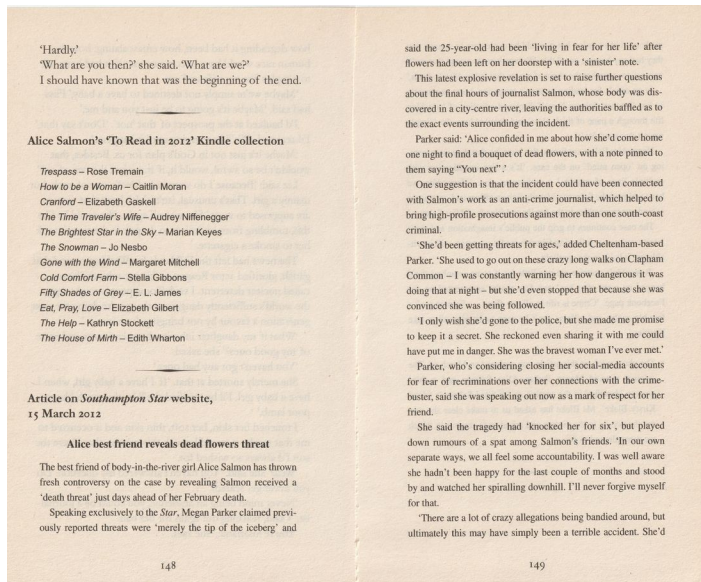 ‘Hardly.’
‘What are you then?’ she said. ‘What are we?’
I should have known that was the beginning of the end.
Alice Salmon’s ‘To Read in 2012’ Kindle collection
Trespass – Rose Tremain
How to be a Woman – Caitlin Moran
Cranford – Elizabeth Gaskell
The Time Traveler’s Wife – Audrey Niffenegger
The Brightest Star in the Sky – Marian Keyes
The Snowman – Jo Nesbo
Gone with the Wind – Margaret Mitchell
Cold Comfort Farm – Stella Gibbons
Fifty Shades of Grey – E. L. James
Eat, Pray, Love – Elizabeth Gilbert
The Help – Kathryn Stockett
The House of Mirth – Edith Wharton
Article on Southampton Star website,
15 March 2012
Alice best friend reveals dead flowers threat
The best friend of body-in-the-river girl Alice Salmon has thrown
fresh controversy on the case by revealing Salmon received a
‘death threat’ just days ahead of her February death.
Speaking exclusively to the Star, Megan Parker claimed previ-
ously reported threats were ‘merely the tip of the iceberg’ and
148
said the 25-year-old had been ‘living in fear for her life’ after
flowers had been left on her doorstep with a ‘sinister’ note.
This latest explosive revelation is set to raise further questions
about the final hours of journalist Salmon, whose body was dis-
covered in a city-centre river, leaving the authorities baffled as to
the exact events surrounding the incident.
Parker said: ‘Alice confided in me about how she’d come home
one night to find a bouquet of dead flowers, with a note pinned to
them saying “You next”.’
One suggestion is that the incident could have been connected
with Salmon’s work as an anti-crime journalist, which helped to
bring high-profile prosecutions against more than one south-coast
criminal.
‘She’d been getting threats for ages,’ added Cheltenham-based
Parker. ‘She used to go out on these crazy long walks on Clapham
Common – I was constantly warning her how dangerous it was
doing that at night – but she’d even stopped that because she was
convinced she was being followed.
‘I only wish she’d gone to the police, but she made me promise
to keep it a secret. She reckoned even sharing it with me could
have put me in danger. She was the bravest woman I’ve ever met.’
Parker, who’s considering closing her social-media accounts
for fear of recriminations over her connections with the crime-
buster, said she was speaking out now as a mark of respect for her
friend.
She said the tragedy had ‘knocked her for six’, but played
down rumours of a spat among Salmon’s friends. ‘In our own
separate ways, we all feel some accountability. I was well aware
she hadn’t been happy for the last couple of months and stood
by and watched her spiralling downhill. I’ll never forgive myself
for that.
‘There are a lot of crazy allegations being bandied around, but
ultimately this may have simply been a terrible accident. She’d
149